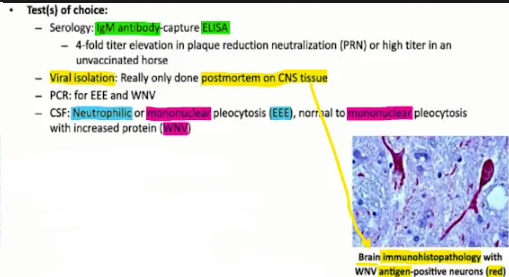 • Test(s) of choice:
– Serology: IgM antibody-capture ELISA
– 4-fold titer elevation in plaque reduction neutralization (PRN) or high titer in an
unvaccinated horse
– Viral isolation: Really only done postmortem on CNS tissue
– PCR: for EEE and WNV
– CSF: Neutrophilic or mononuclear pleocytosis (EEE), normal to mononuclear pleocytosis
with increased protein (WNV)
Brain immunohistopathology with
WNV antigen-positive neurons (red)